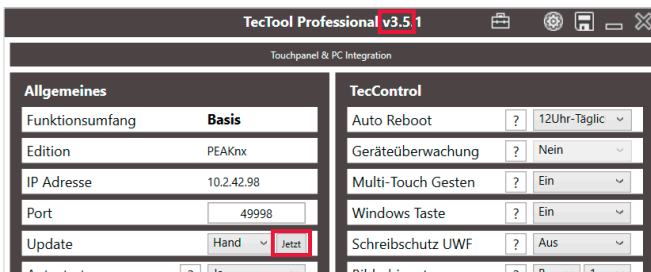 TecTool Professional v3.5.1
Touchpanel & PC Integration
Allgemeines
Funktionsumfang Basis
Edition PEAKnx
IP Adresse 10.2.42.98
Port 49998
Update Hand Jetzt
TecControl
Auto Reboot ? 12Uhr-Täglic
Geräteüberwachung ? Nein
Multi-Touch Gesten ? Ein
Windows Taste ? Ein
Schreibschutz UWF ? Aus